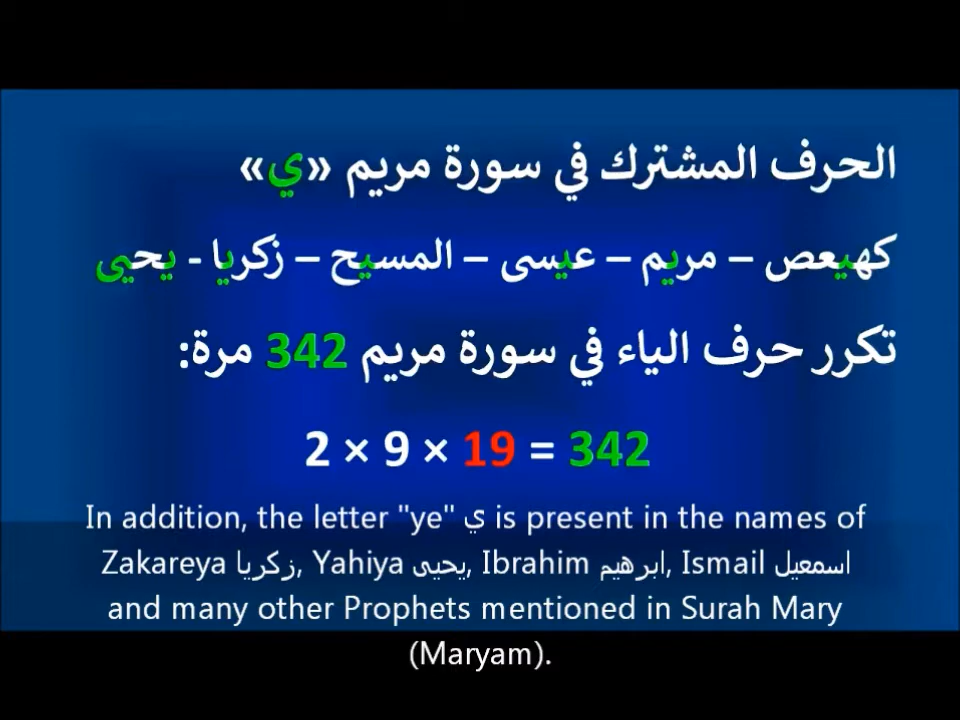 الحرف المشترك في سورة مريم «ي»
كهيعص – مريم – عيسى – المسيح – زكريا - يحيى
تكرر حرف الياء في سورة مريم 342 مرة:
2 × 9 × 19 = 342
In addition, the letter "ye" ي is present in the names of
Zakareya زكريا, Yahiya يحيى, Ibrahim ابرهيم, Ismail اسمعيل
and many other Prophets mentioned in Surah Mary
(Maryam).